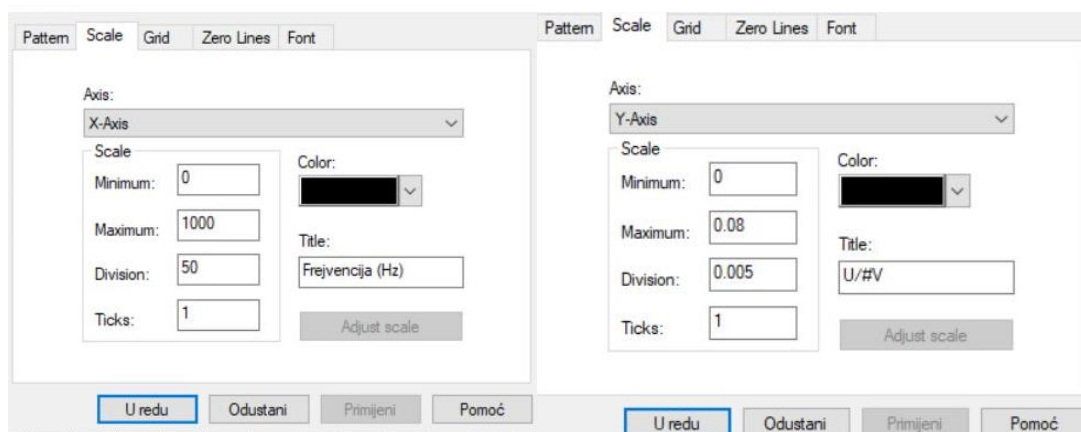 Pattern Scale Grid Zero Lines Font
Axis:
X-Axis
Scale
Minimum: 0
Maximum: 1000
Division: 50
Ticks: 1
Color:
Title:
Frejvencija (Hz)
Adjust scale
U redu Odustani Primijeni Pomoć
Pattern Scale Grid Zero Lines Font
Axis:
Y-Axis
Scale
Minimum: 0
Maximum: 0.08
Division: 0.005
Ticks: 1
Color:
Title:
U/#V
Adjust scale
U redu Odustani Primijeni Pomoć